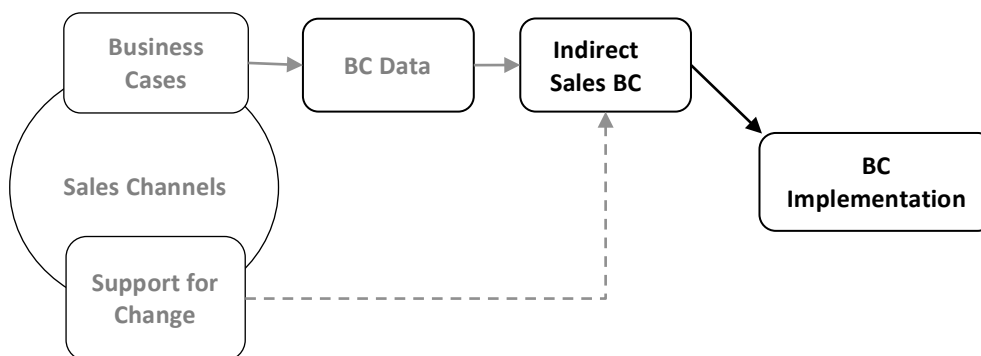 Business
Cases
BC Data
Indirect
Sales BC
BC
Implementation
Sales Channels
Support for
Change